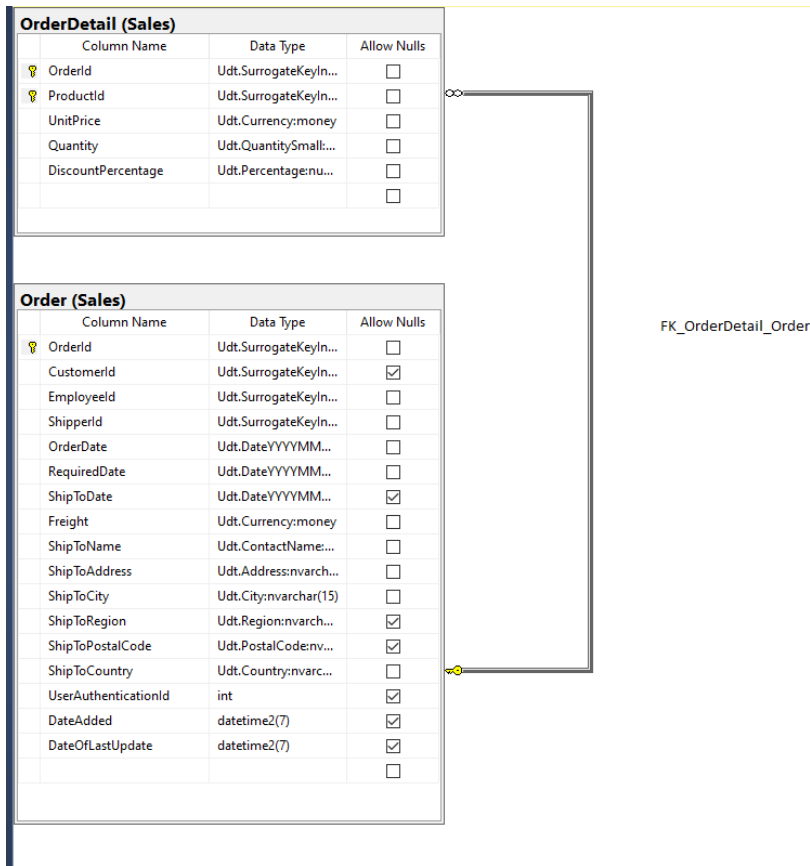 OrderDetail (Sales)
Column Name Data Type Allow Nulls
OrderId Udt.SurrogateKeyIn...
ProductId Udt.SurrogateKeyIn...
UnitPrice Udt.Currency:money
Quantity Udt.QuantitySmall:...
DiscountPercentage Udt.Percentage:nu...
Order (Sales)
Column Name Data Type Allow Nulls
OrderId Udt.SurrogateKeyIn...
CustomerId Udt.SurrogateKeyIn...
EmployeeId Udt.SurrogateKeyIn...
ShipperId Udt.SurrogateKeyIn...
OrderDate Udt.DateYYYYMM...
RequiredDate Udt.DateYYYYMM...
ShipToDate Udt.DateYYYYMM...
Freight Udt.Currency:money
ShipToName Udt.ContactName:...
ShipToAddress Udt.Address:nvarch...
ShipToCity Udt.City:nvarchar(15)
ShipToRegion Udt.Region:nvarch...
ShipToPostalCode Udt.PostalCode:nv...
ShipToCountry Udt.Country:nvarc...
UserAuthenticationId int
DateAdded datetime2(7)
DateOfLastUpdate datetime2(7)
FK_OrderDetail_Order